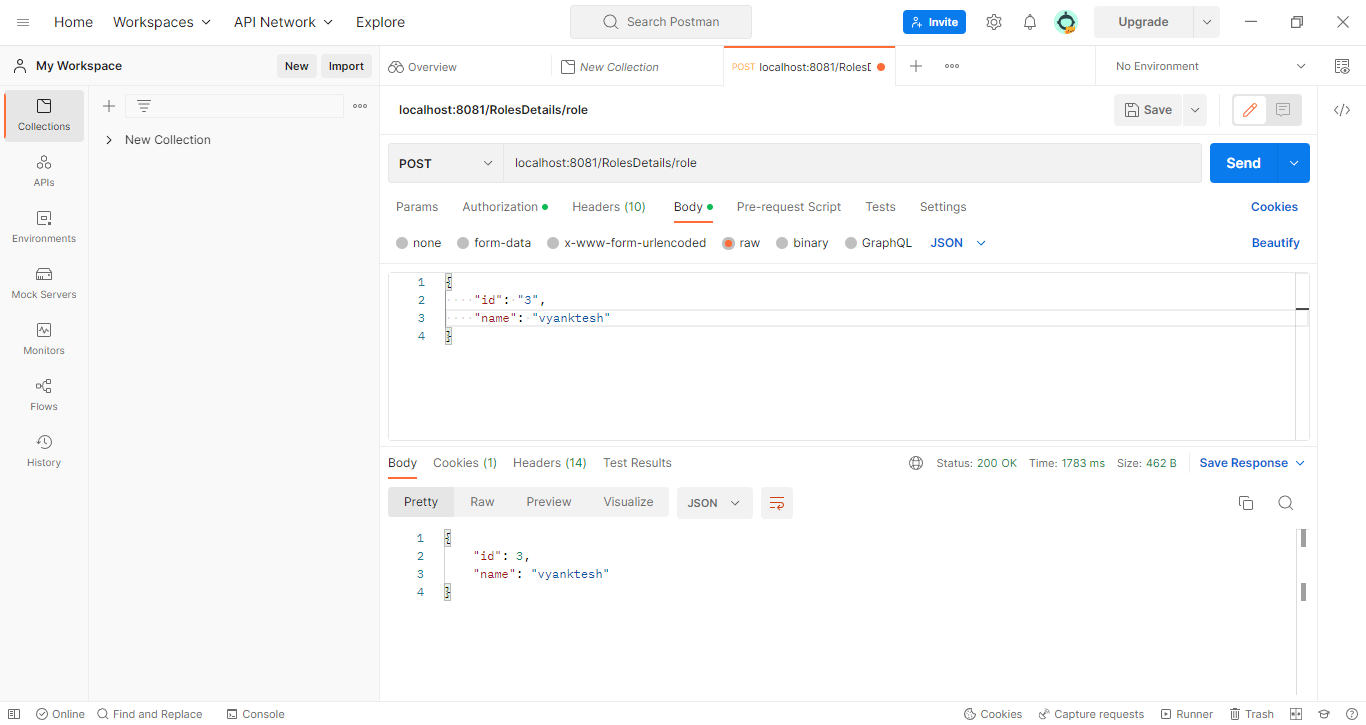 Home Workspaces API Network Explore Search Postman Invite Upgrade
My Workspace New Import Overview New Collection POST localhost:8081/RolesD No Environment
Collections
New Collection
APIs
Environments
Mock Servers
Monitors
Flows
History
localhost:8081/RolesDetails/role Save
POST localhost:8081/RolesDetails/role Send
Params Authorization Headers (10) Body Pre-request Script Tests Settings Cookies
none form-data x-www-form-urlencoded raw binary GraphQL JSON Beautify
1 {
2 "id": "3",
3 "name": "vyanktesh"
4 }
Body Cookies (1) Headers (14) Test Results Status: 200 OK Time: 1783 ms Size: 462 B Save Response
Pretty Raw Preview Visualize JSON
1 {
2 "id": 3,
3 "name": "vyanktesh"
4 }
Online Find and Replace Console Cookies Capture requests Runner Trash